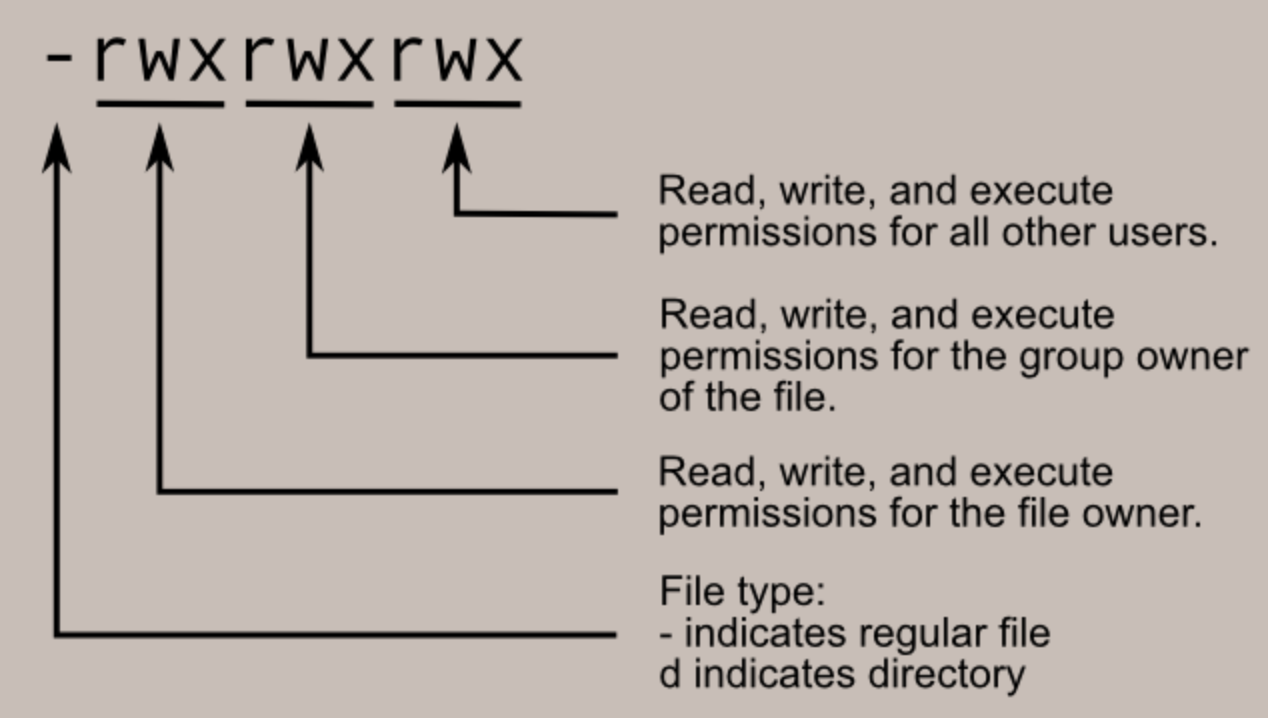 -rwxrwxrwx
Read, write, and execute
permissions for all other users.
Read, write, and execute
permissions for the group owner
of the file.
Read, write, and execute
permissions for the file owner.
File type:
- indicates regular file
d indicates directory